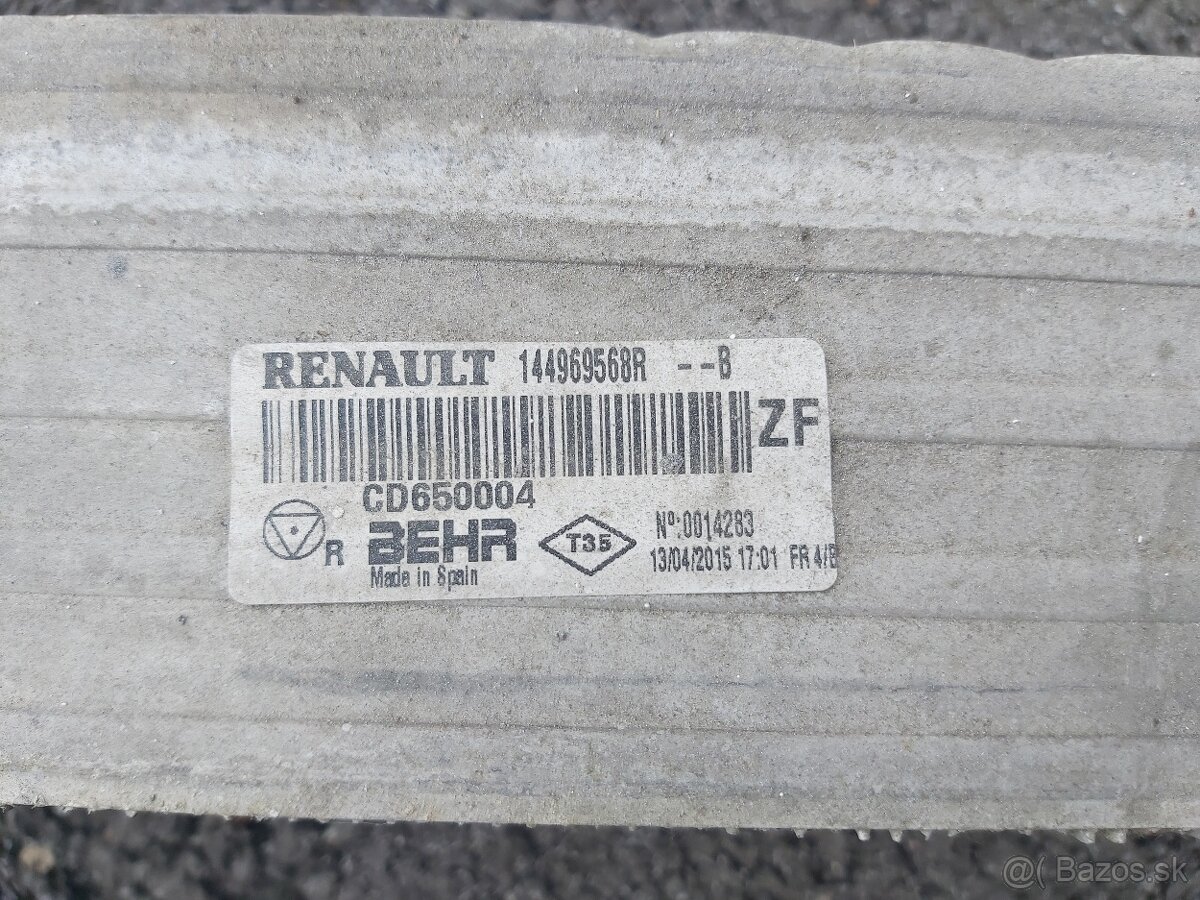 RENAULT 144969568R --B
ZF
CD650004
R BEHR T35 Nº:0014283
Made in Spain 13/04/2015 17:01 FR 4/B
@ Bazos.sk